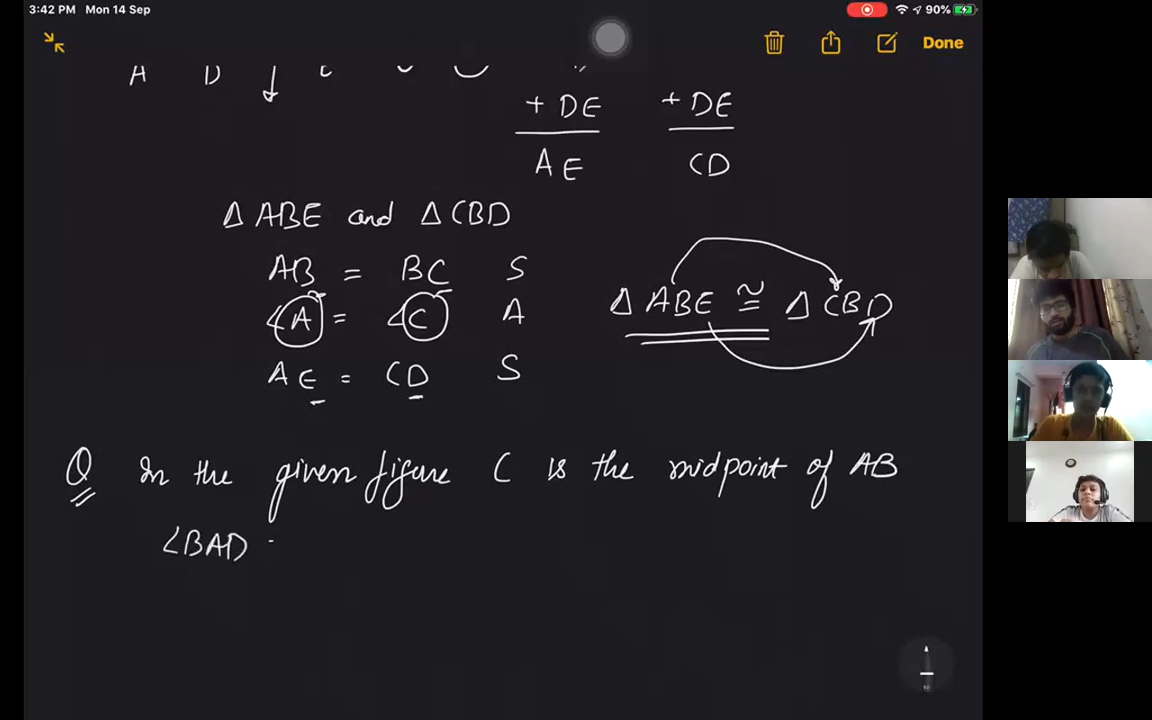 3:42 PM Mon 14 Sep
90%
Done
A D
+ DE + DE
AE CD
Δ ABE and Δ CBD
AB = BC S
∠A = ∠C A
Δ ABE ≅ Δ CBD
AE = CD S
Q In the given figure C is the midpoint of AB
∠BAD